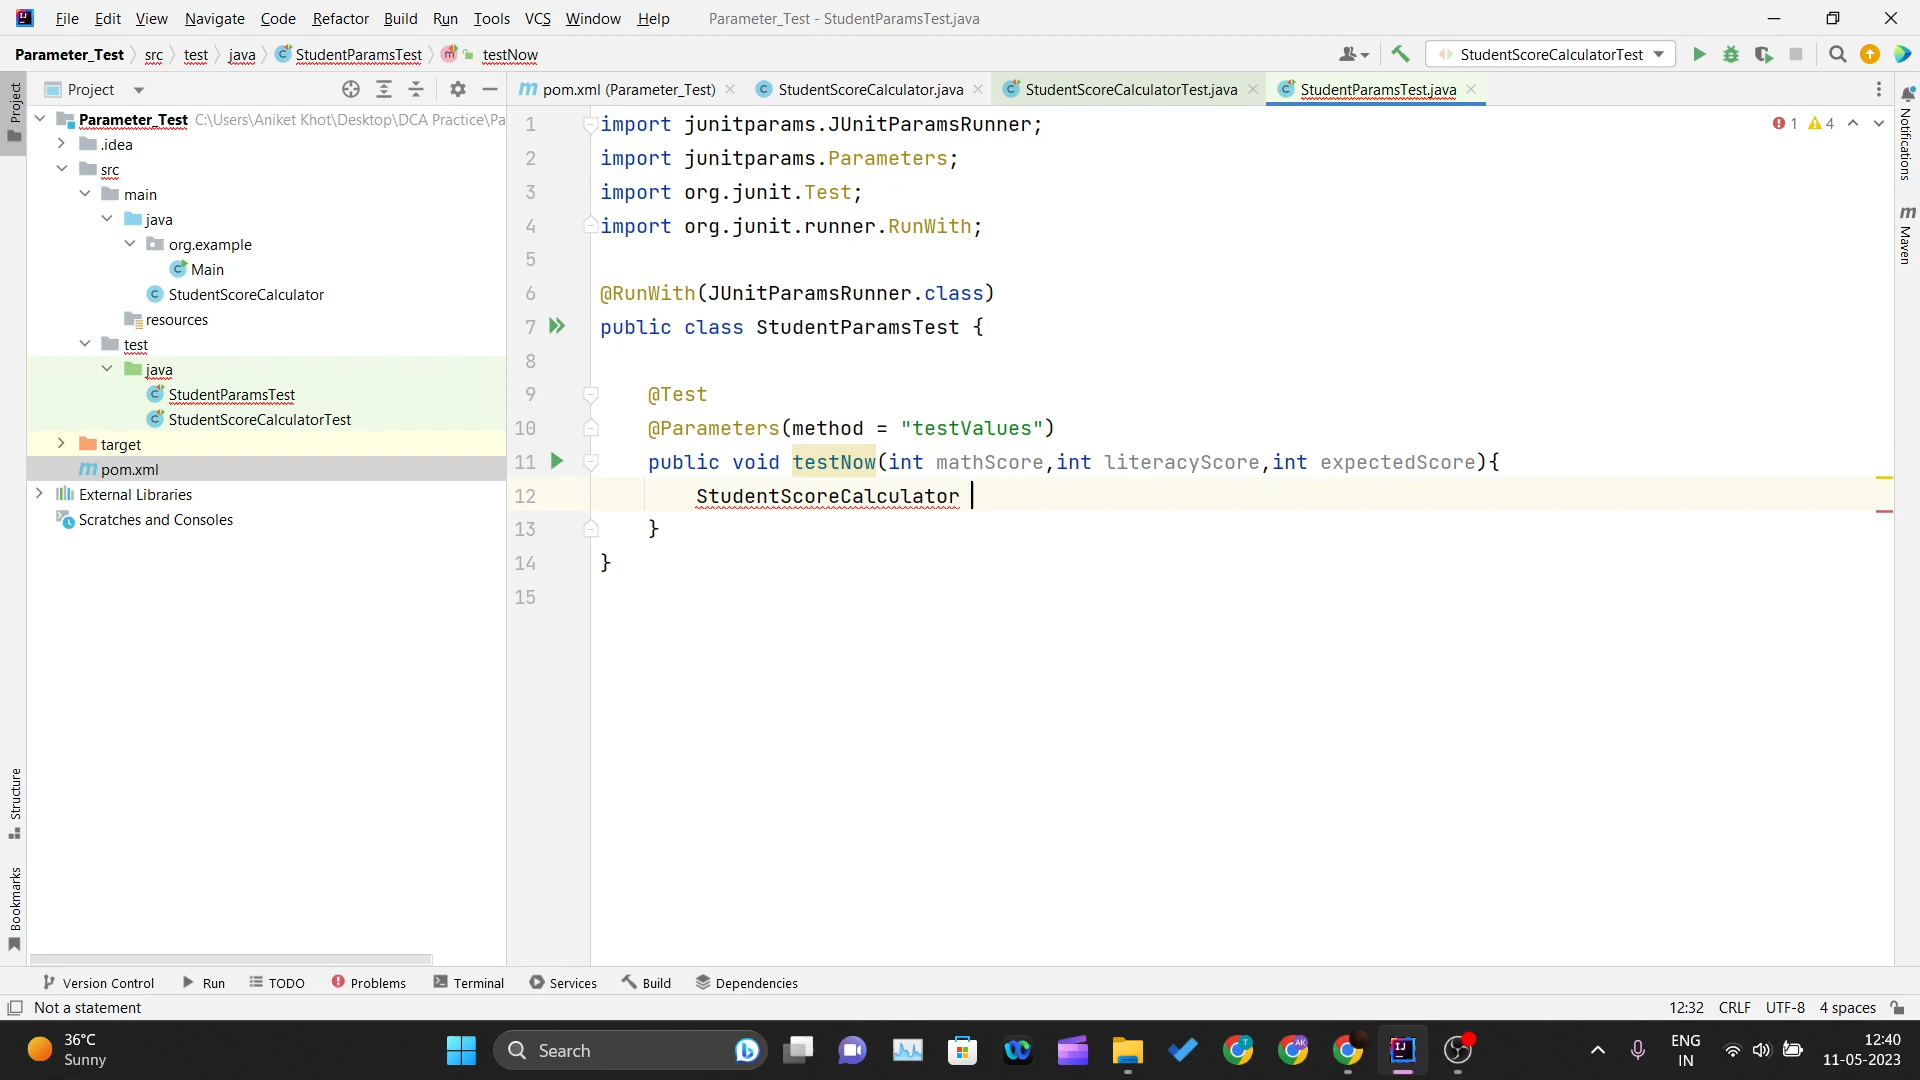 File Edit View Navigate Code Refactor Build Run Tools VCS Window Help Parameter_Test - StudentParamsTest.java
Parameter_Test src test java StudentParamsTest testNow StudentScoreCalculatorTest
Project
Project
pom.xml (Parameter_Test) StudentScoreCalculator.java StudentScoreCalculatorTest.java StudentParamsTest.java
Notifications
Maven
Parameter_Test C:\Users\Aniket Khot\Desktop\DCA Practice\Pa
.idea
src
main
java
org.example
Main
StudentScoreCalculator
resources
test
java
StudentParamsTest
StudentScoreCalculatorTest
target
pom.xml
External Libraries
Scratches and Consoles
1 import junitparams.JUnitParamsRunner;
1 4
2 import junitparams.Parameters;
3 import org.junit.Test;
4 import org.junit.runner.RunWith;
5
6 @RunWith(JUnitParamsRunner.class)
7 public class StudentParamsTest {
8
9 @Test
10 @Parameters(method = "testValues")
11 public void testNow(int mathScore,int literacyScore,int expectedScore){
12 StudentScoreCalculator
13 }
14 }
15
Structure
Bookmarks
Version Control Run TODO Problems Terminal Services Build Dependencies
Not a statement 12:32 CRLF UTF-8 4 spaces
36°C
Sunny
Search
ENG
IN
12:40
11-05-2023